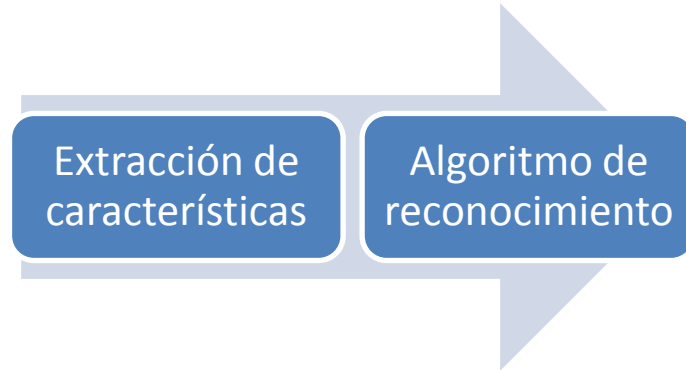 Extracción de
características
Algoritmo de
reconocimiento